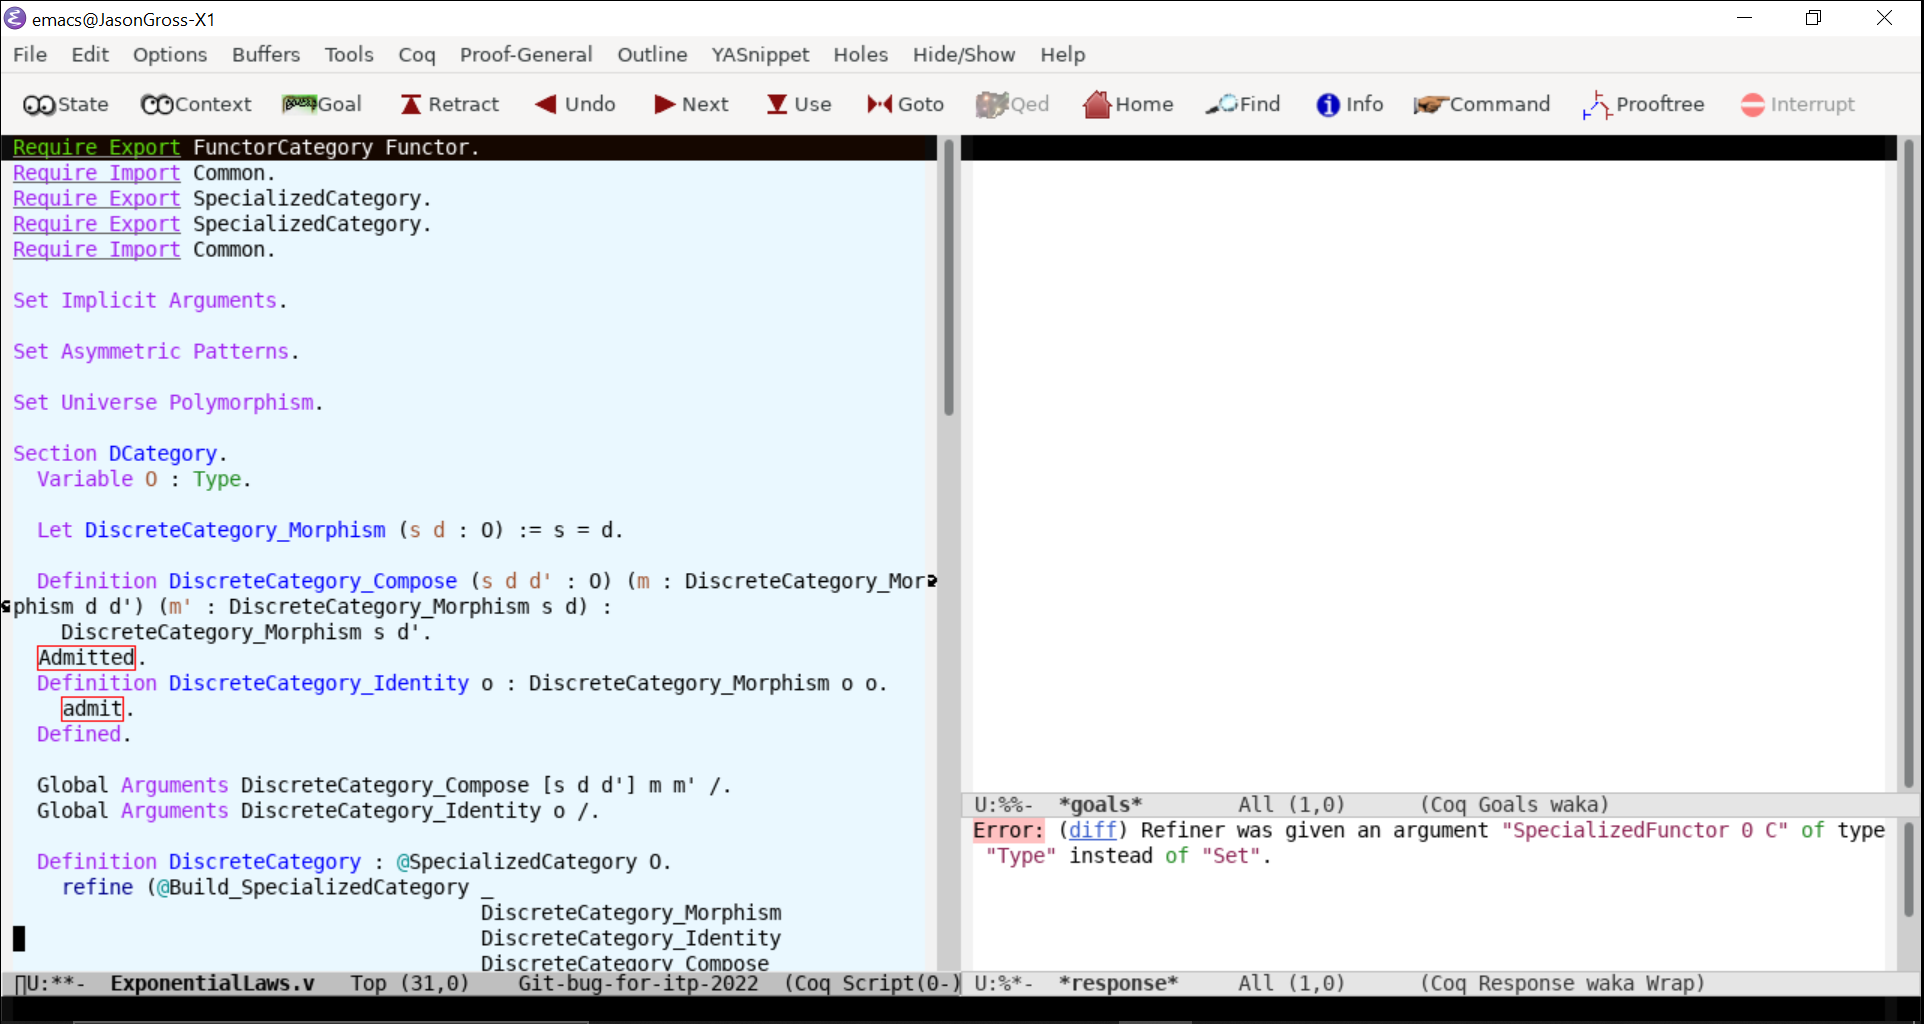 emacs@JasonGross-X1
File Edit Options Buffers Tools Coq Proof-General Outline YASnippet Holes Hide/Show Help
State Context Goal Retract Undo Next Use Goto Qed Home Find Info Command Prooftree Interrupt
Require Export FunctorCategory Functor.
Require Import Common.
Require Export SpecializedCategory.
Require Export SpecializedCategory.
Require Import Common.
Set Implicit Arguments.
Set Asymmetric Patterns.
Set Universe Polymorphism.
Section DCategory.
Variable O : Type.
Let DiscreteCategory_Morphism (s d : O) := s = d.
Definition DiscreteCategory_Compose (s d d' : O) (m : DiscreteCategory_Mor
phism d d') (m' : DiscreteCategory_Morphism s d) :
DiscreteCategory_Morphism s d'.
Admitted.
Definition DiscreteCategory_Identity o : DiscreteCategory_Morphism o o.
admit.
Defined.
Global Arguments DiscreteCategory_Compose [s d d'] m m' /.
Global Arguments DiscreteCategory_Identity o /.
Definition DiscreteCategory : @SpecializedCategory O.
refine (@Build_SpecializedCategory _
DiscreteCategory_Morphism
DiscreteCategory_Identity
DiscreteCategory_Compose
U:**- ExponentialLaws.v Top (31,0) Git-bug-for-itp-2022 (Coq Script(0-)
U:%%- *goals* All (1,0) (Coq Goals waka)
Error: (diff) Refiner was given an argument "SpecializedFunctor 0 C" of type
"Type" instead of "Set".
U:%*- *response* All (1,0) (Coq Response waka Wrap)